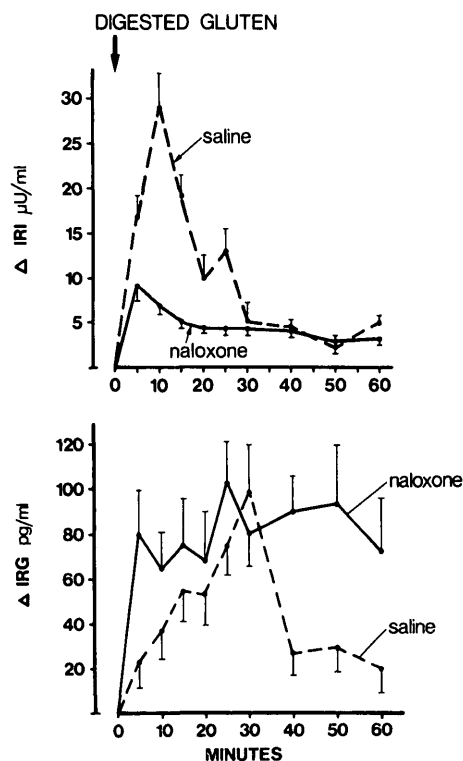 DIGESTED GLUTEN
Δ IRI µU/ml
30
25
20
15
10
5
saline
naloxone
0 10 20 30 40 50 60
Δ IRG pg/ml
120
100
80
60
40
20
naloxone
saline
0 10 20 30 40 50 60
MINUTES